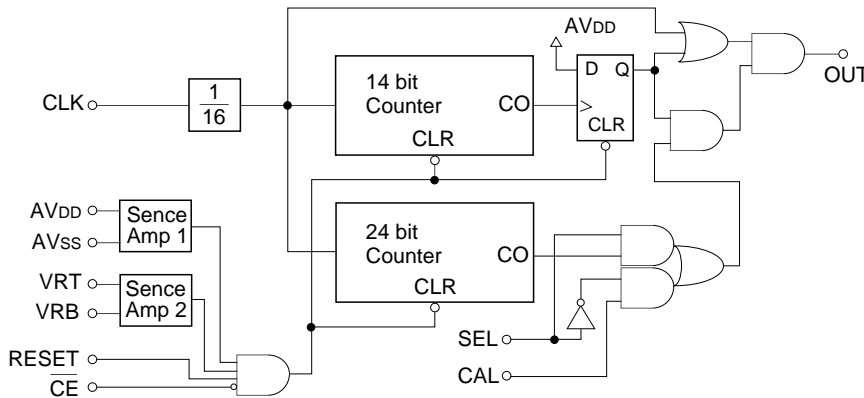 AVDD
D Q
CLR
OUT
CLK
1
16
14 bit
Counter
CO
CLR
AVDD
AVSS
Sence
Amp 1
24 bit
Counter
CO
CLR
VRT
VRB
Sence
Amp 2
SEL
CAL
RESET
CE